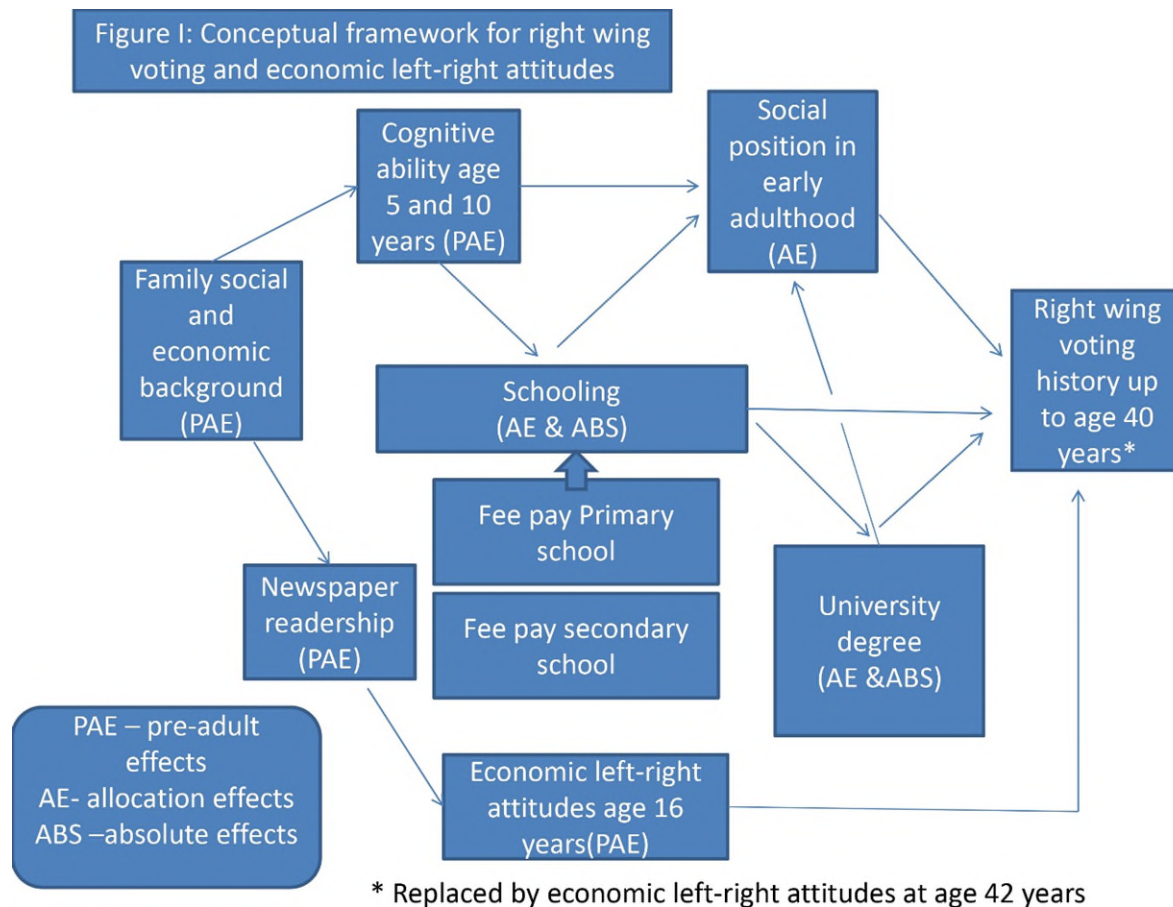 Figure I: Conceptual framework for right wing
voting and economic left-right attitudes
Cognitive
ability age
5 and 10
years (PAE)
Social
position in
early
adulthood
(AE)
Family social
and
economic
background
(PAE)
Right wing
voting
history up
to age 40
years*
Schooling
(AE & ABS)
Fee pay Primary
school
Newspaper
readership
(PAE)
Fee pay secondary
school
University
degree
(AE &ABS)
PAE – pre-adult
effects
AE- allocation effects
ABS –absolute effects
Economic left-right
attitudes age 16
years(PAE)
* Replaced by economic left-right attitudes at age 42 years